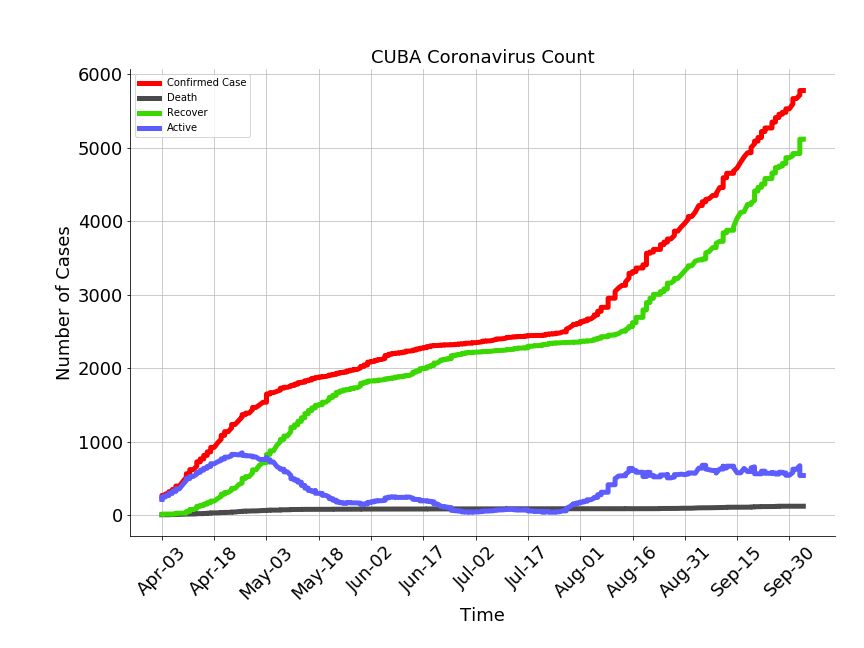 CUBA Coronavirus Count
Confirmed Case
Death
Recover
Active
6000
5000
4000
3000
2000
1000
0
Number of Cases
Apr-03
Apr-18
May-03
May-18
Jun-02
Jun-17
Jul-02
Jul-17
Aug-01
Aug-16
Aug-31
Sep-15
Sep-30
Time